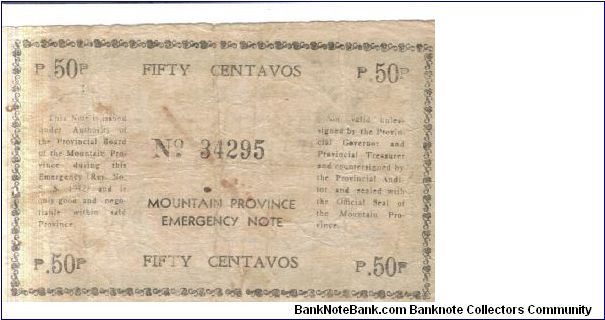 P.50P FIFTY CENTAVOS P.50P
This Note is issued
under Authority of
the Provincial Board
of the Mountain Pro-
vince during this
Emergency (Res. No.
1942) and is
only good and nego-
tiable within said
Province.
No 34295
MOUNTAIN PROVINCE
EMERGENCY NOTE
Not valid unless
signed by the Provin-
cial Governor and
Provincial Treasurer
and countersigned by
the Provincial Audi-
tor and sealed with
the Official Seal of
the Mountain Pro-
vince.
P.50P FIFTY CENTAVOS P.50P
BankNoteBank.com Banknote Collectors Community